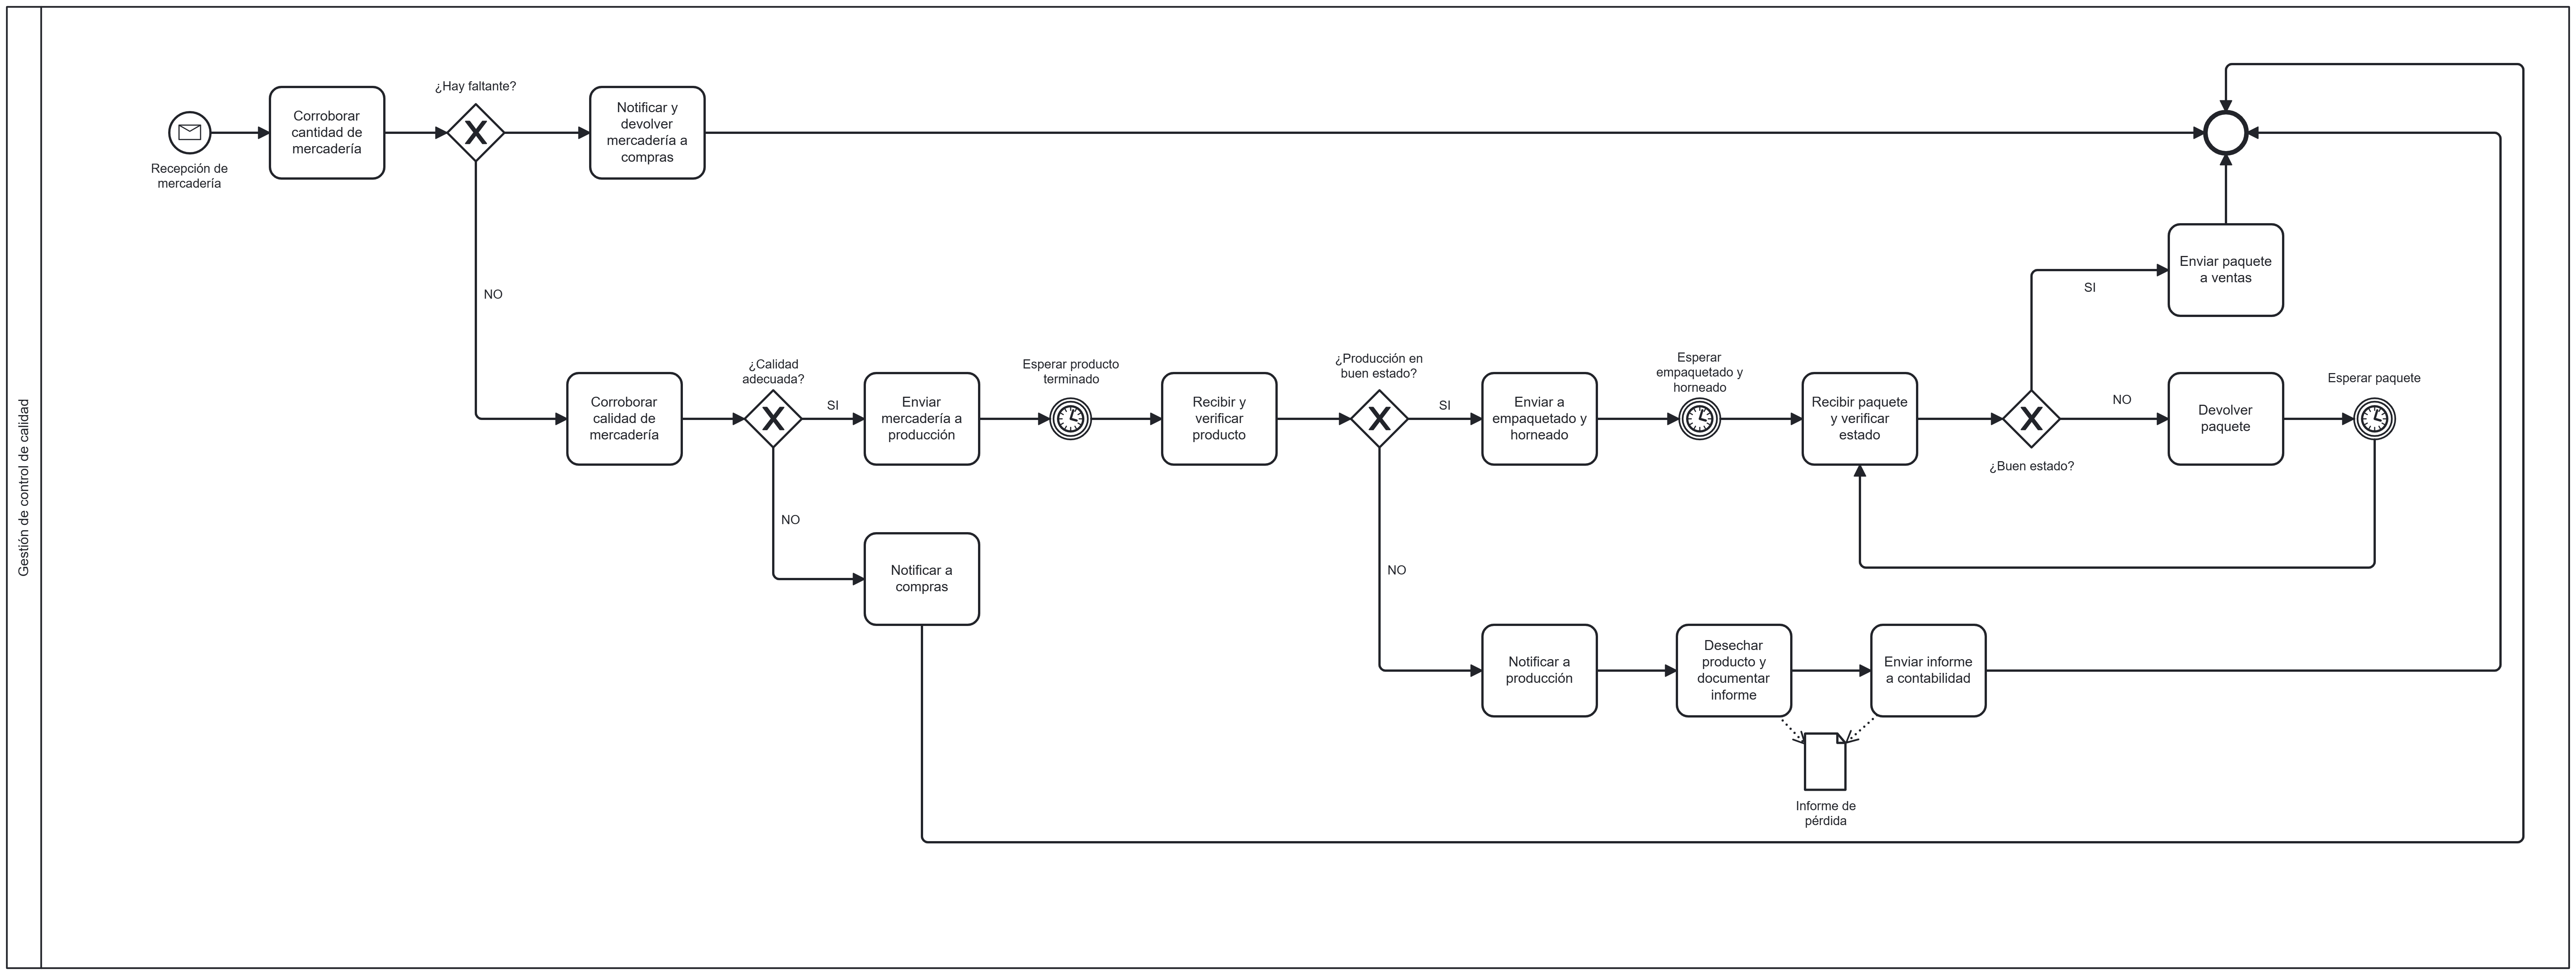 Gestión de control de calidad
Recepción de
mercadería
Corroborar
cantidad de
mercadería
¿Hay faltante?
Notificar y
devolver
mercadería a
compras
NO
Corroborar
calidad de
mercadería
¿Calidad
adecuada?
SI
Enviar
mercadería a
producción
NO
Notificar a
compras
Esperar producto
terminado
Recibir y
verificar
producto
¿Producción en
buen estado?
SI
Enviar a
empaquetado y
horneado
Esperar
empaquetado y
horneado
Recibir paquete
y verificar
estado
¿Buen estado?
SI
Enviar paquete
a ventas
NO
Devolver
paquete
Esperar paquete
NO
Notificar a
producción
Desechar
producto y
documentar
informe
Enviar informe
a contabilidad
Informe de
pérdida